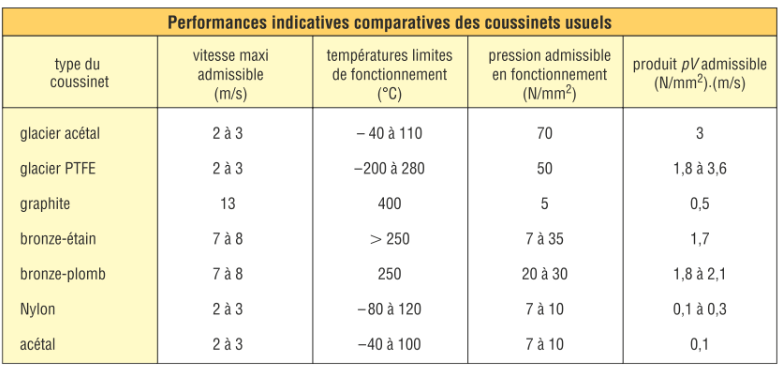 Performances indicatives comparatives des coussinets usuels
type du coussinet | vitesse maxi admissible (m/s) | températures limites de fonctionnement (°C) | pression admissible en fonctionnement (N/mm²) | produit pV admissible (N/mm²).(m/s)
glacier acétal | 2 à 3 | – 40 à 110 | 70 | 3
glacier PTFE | 2 à 3 | –200 à 280 | 50 | 1,8 à 3,6
graphite | 13 | 400 | 5 | 0,5
bronze-étain | 7 à 8 | > 250 | 7 à 35 | 1,7
bronze-plomb | 7 à 8 | 250 | 20 à 30 | 1,8 à 2,1
Nylon | 2 à 3 | –80 à 120 | 7 à 10 | 0,1 à 0,3
acétal | 2 à 3 | –40 à 100 | 7 à 10 | 0,1